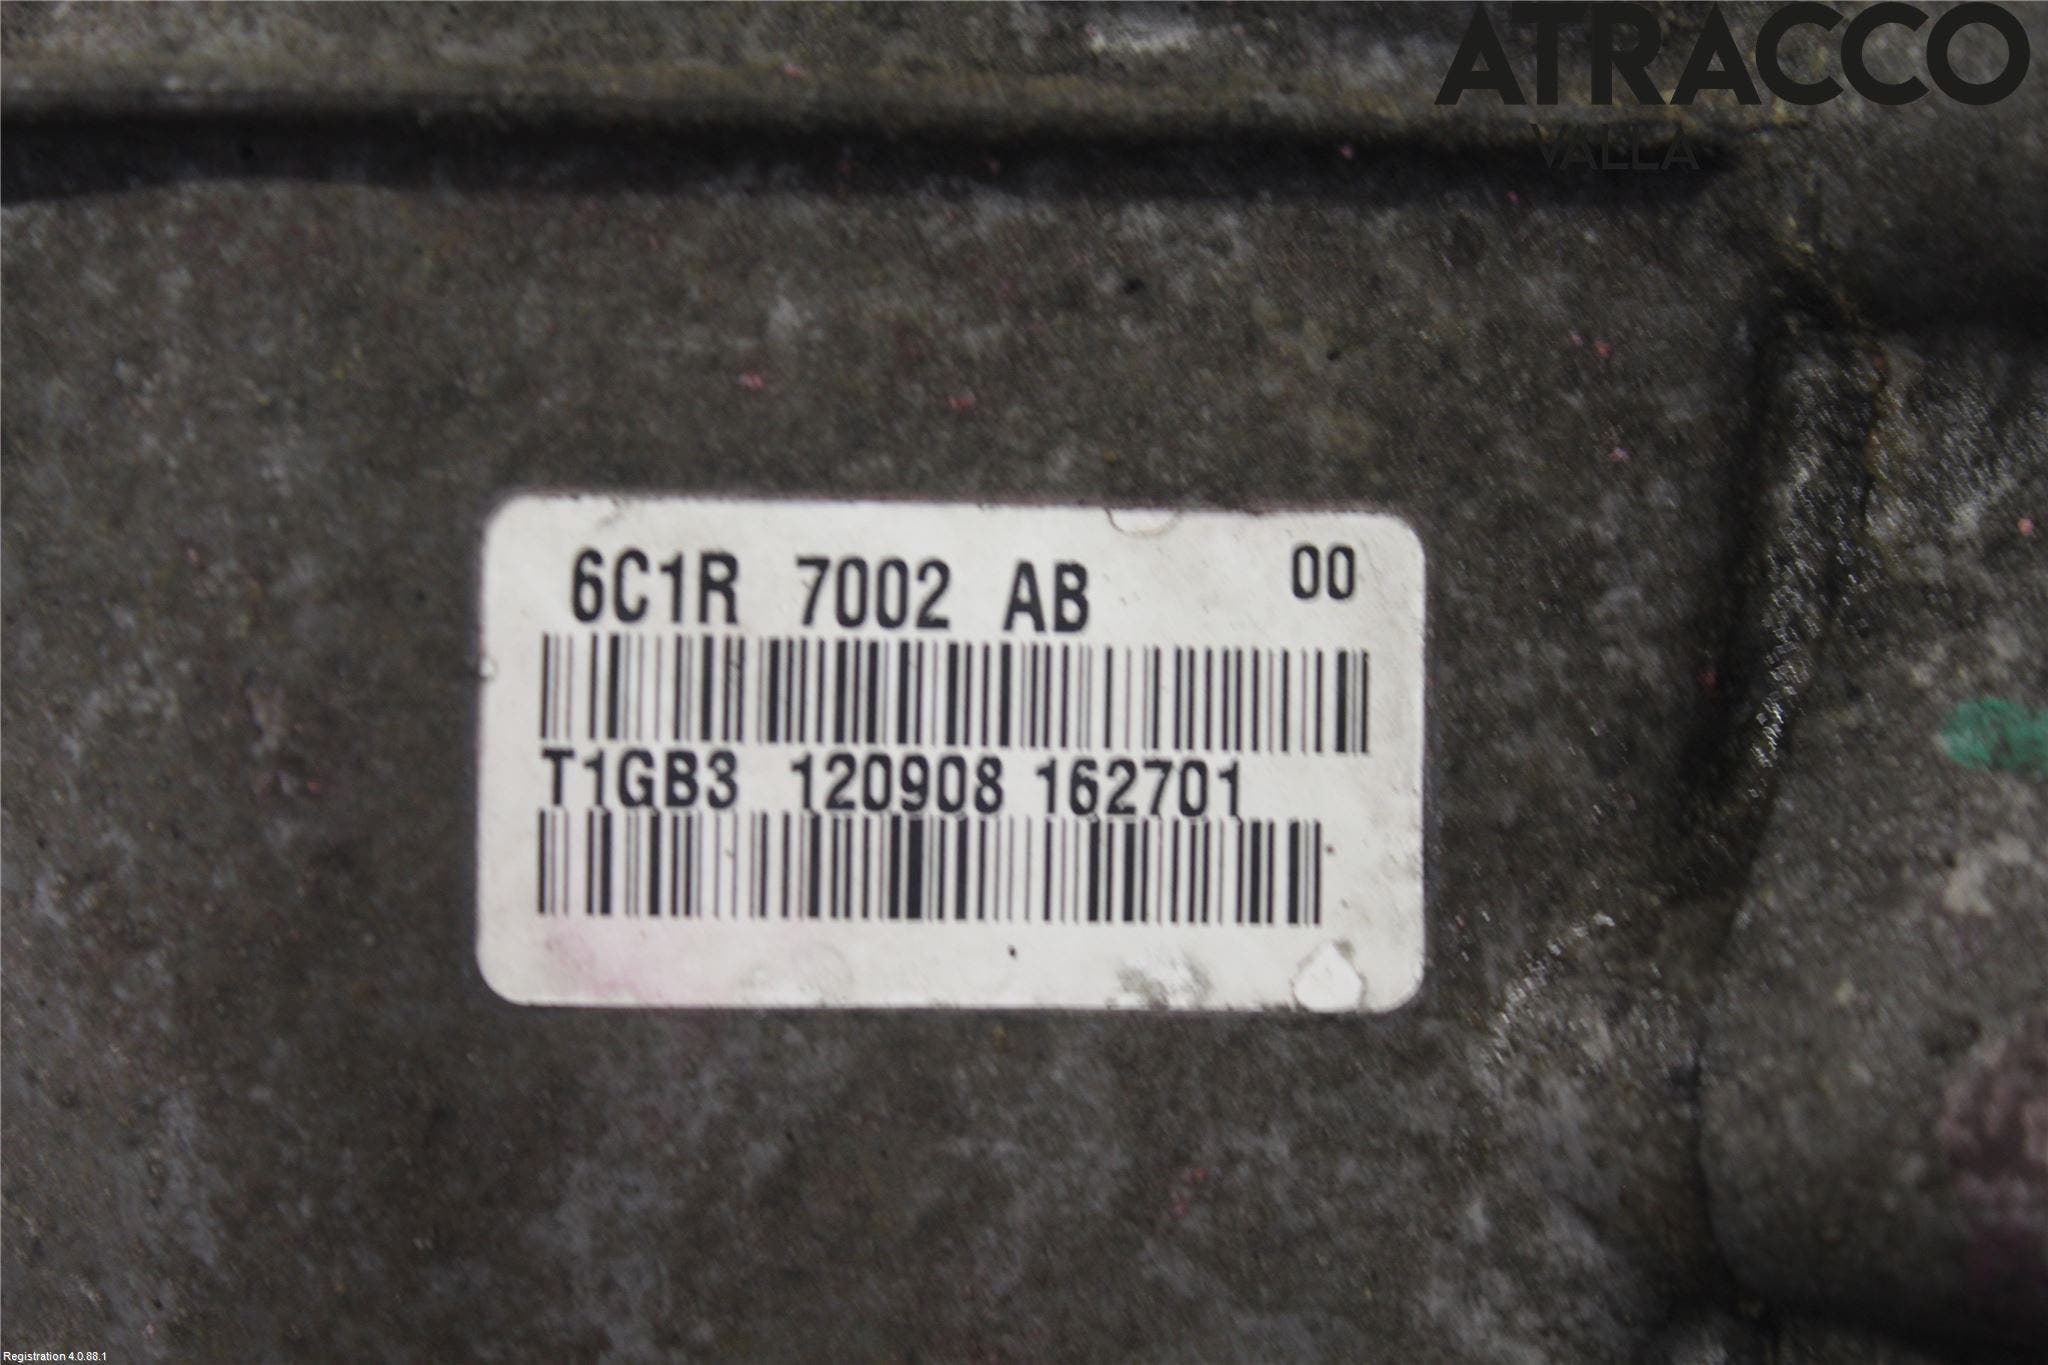 ATRACCO
VALLA
6C1R 7002 AB 00
T1GB3 120908 162701
Registration 4.0.88.1